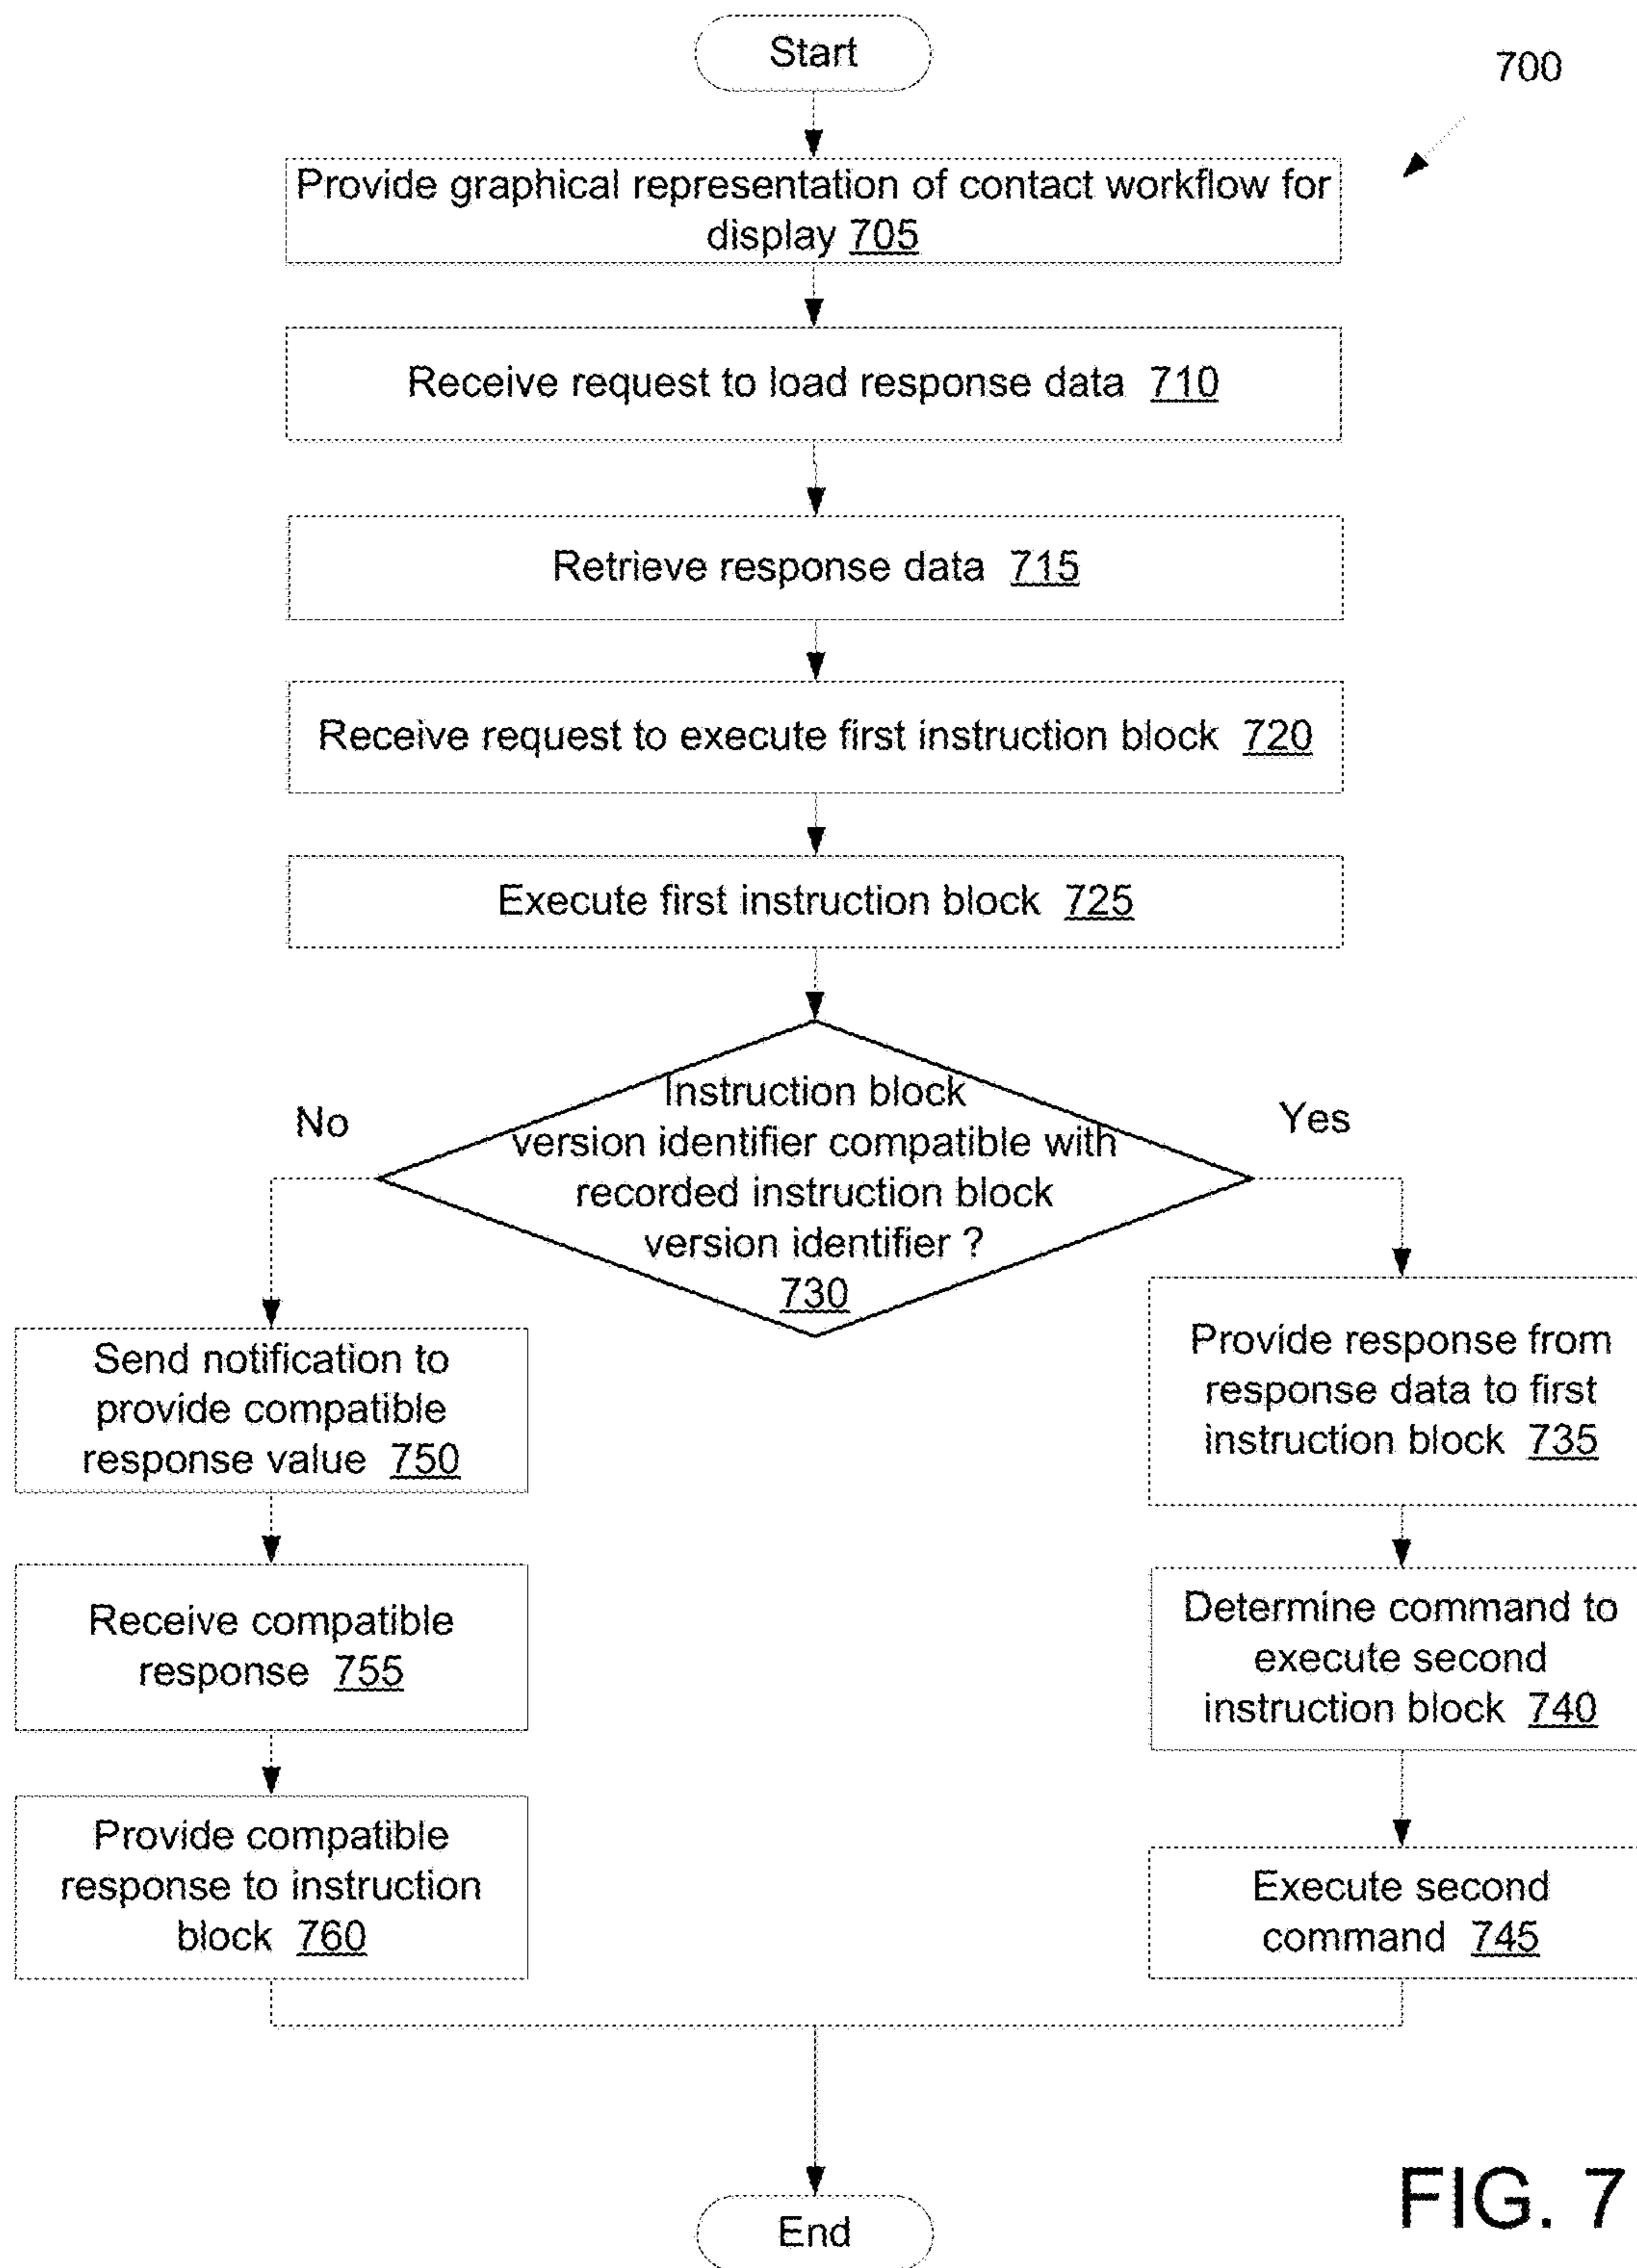 Start
700
Provide graphical representation of contact workflow for
display 705
Receive request to load response data 710
Retrieve response data 715
Receive request to execute first instruction block 720
Execute first instruction block 725
Instruction block
version identifier compatible with
recorded instruction block
version identifier ?
730
No
Yes
Send notification to
provide compatible
response value 750
Receive compatible
response 755
Provide compatible
response to instruction
block 760
Provide response from
response data to first
instruction block 735
Determine command to
execute second
instruction block 740
Execute second
command 745
End
FIG. 7